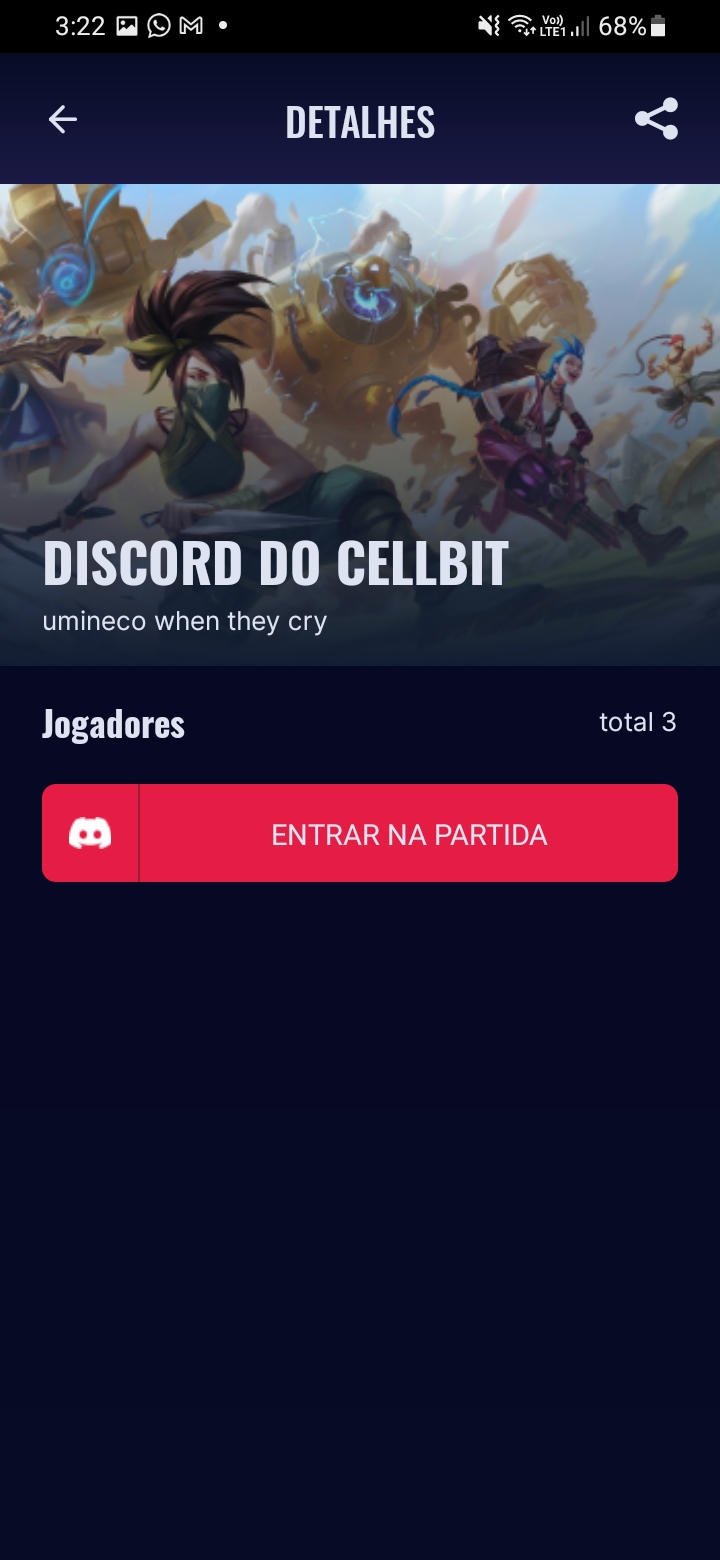 3:22
Vo))
LTE1
68%
DETALHES
DISCORD DO CELLBIT
umineco when they cry
Jogadores
total 3
ENTRAR NA PARTIDA